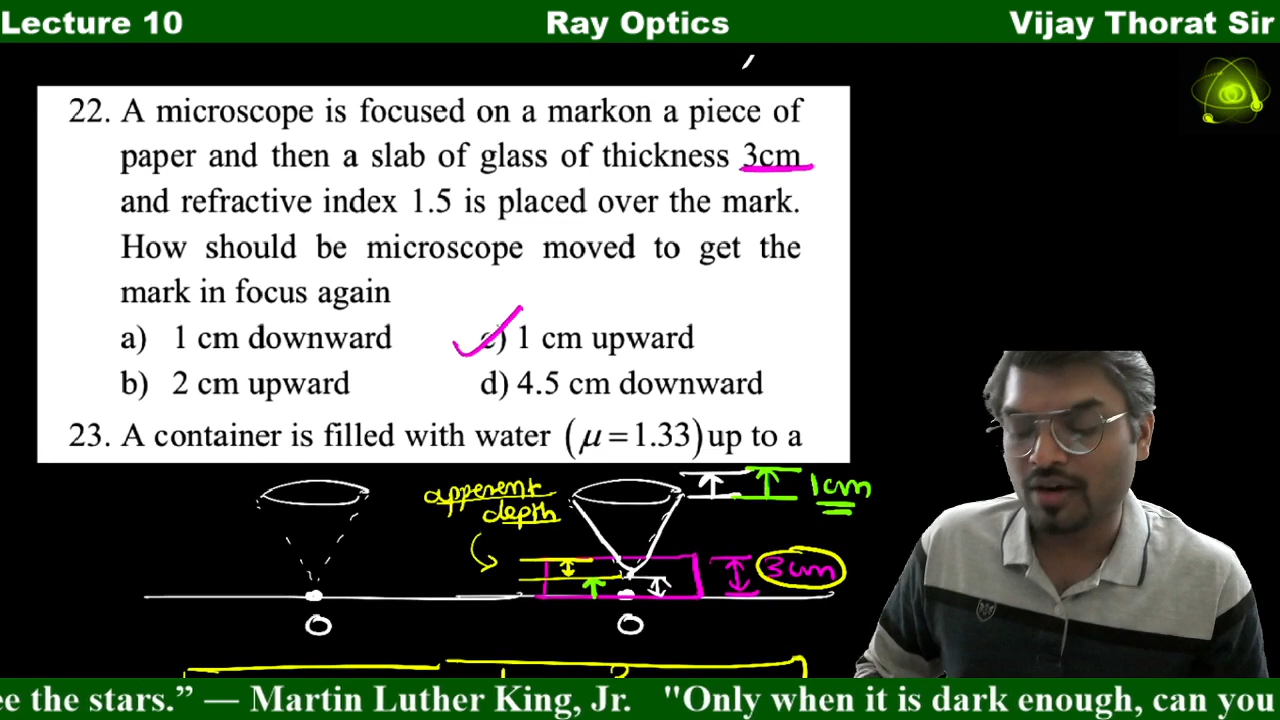 Lecture 10
Ray Optics
Vijay Thorat Sir
22. A microscope is focused on a markon a piece of
paper and then a slab of glass of thickness 3cm
and refractive index 1.5 is placed over the mark.
How should be microscope moved to get the
mark in focus again
a) 1 cm downward
c) 1 cm upward
b) 2 cm upward
d) 4.5 cm downward
23. A container is filled with water (μ=1.33) up to a
apperent
depth
1cm
3cm
O
O
ee the stars.” — Martin Luther King, Jr. "Only when it is dark enough, can you